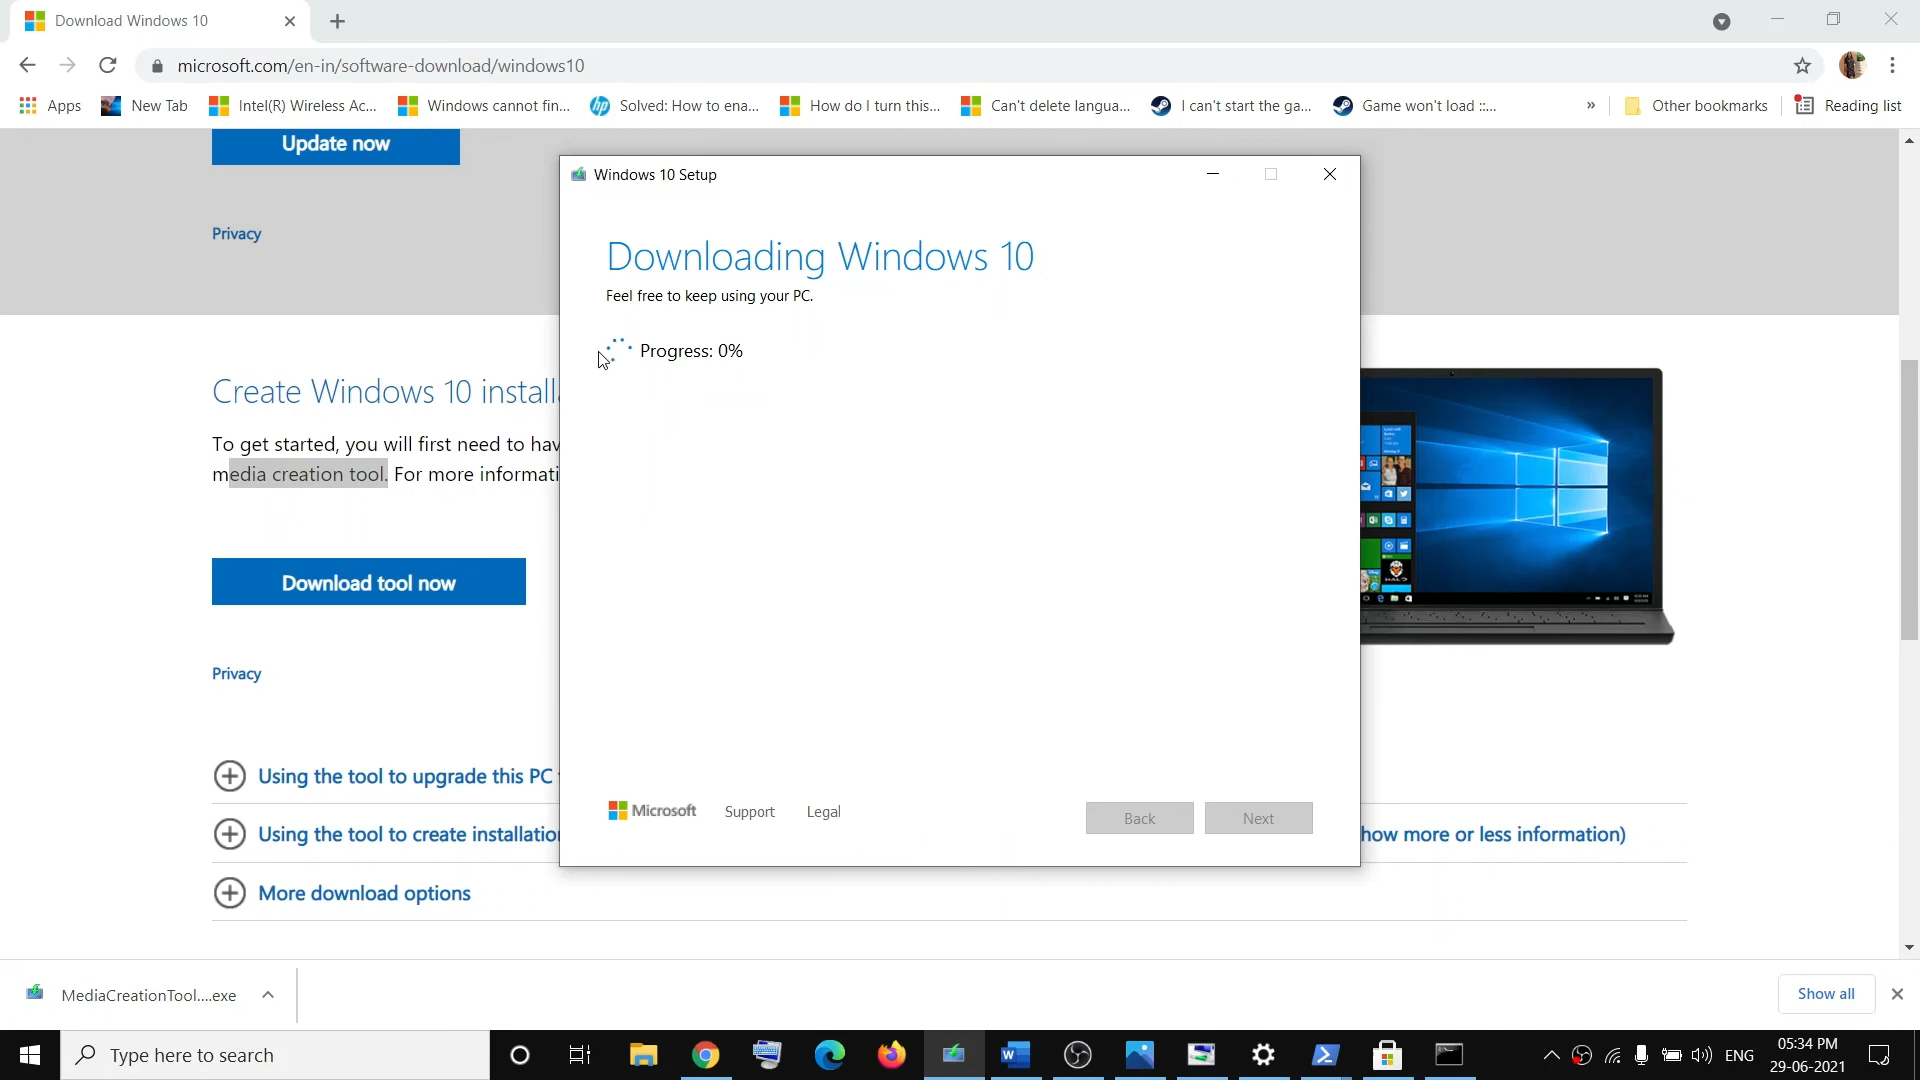 Download Windows 10
microsoft.com/en-in/software-download/windows10
Apps
New Tab
Intel(R) Wireless Ac...
Windows cannot fin...
Solved: How to ena...
How do I turn this...
Can't delete langua...
I can't start the ga...
Game won't load ::...
»
Other bookmarks
Reading list
Update now
Privacy
Windows 10 Setup
Downloading Windows 10
Feel free to keep using your PC.
Progress: 0%
Create Windows 10 install
To get started, you will first need to hav
media creation tool. For more informati
Download tool now
Privacy
Using the tool to upgrade this PC
Using the tool to create installation
how more or less information)
More download options
Microsoft
Support
Legal
Back
Next
MediaCreationTool....exe
Show all
Type here to search
ENG
05:34 PM
29-06-2021